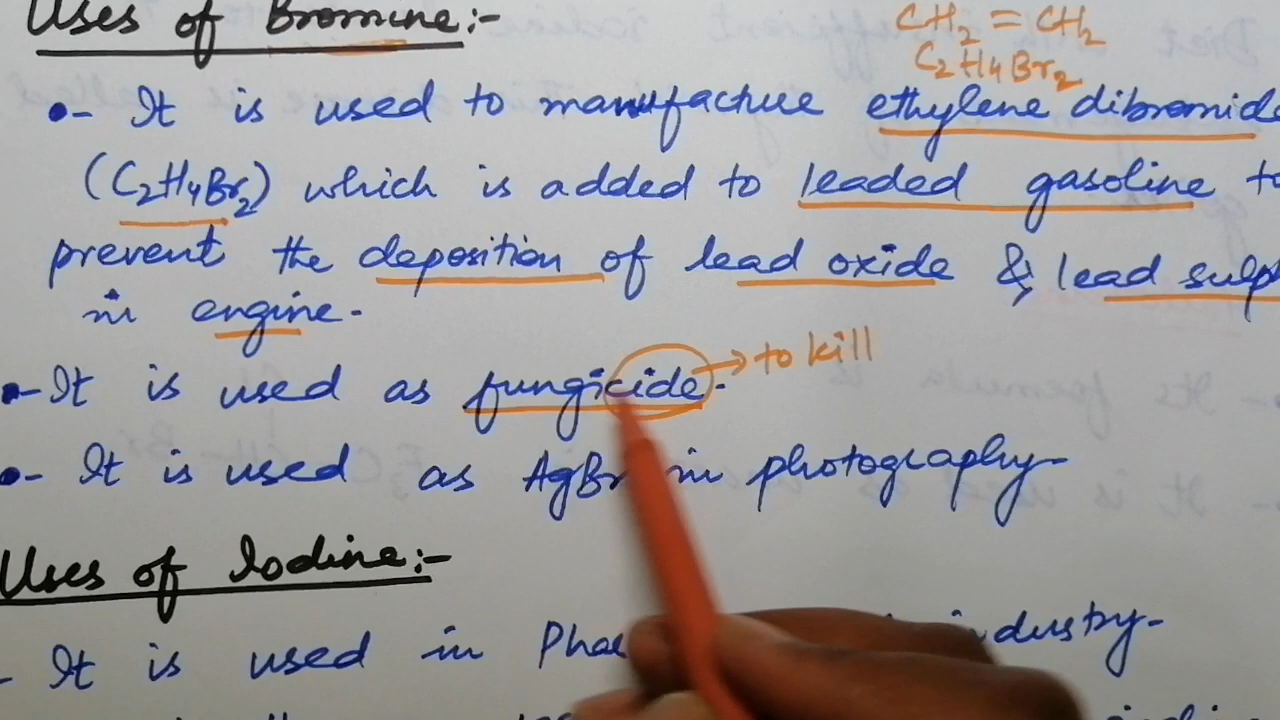 Uses of Bromine:-
CH2 = CH2
C2H4Br2
•- It is used to manufacture ethylene dibromide
(C2H4Br2) which is added to leaded gasoline to
prevent the deposition of lead oxide & lead
in engine.
•- It is used as fungicide. → to kill
•- It is used as AgBr in photography
Uses of Iodine:-
- It is used in industry.